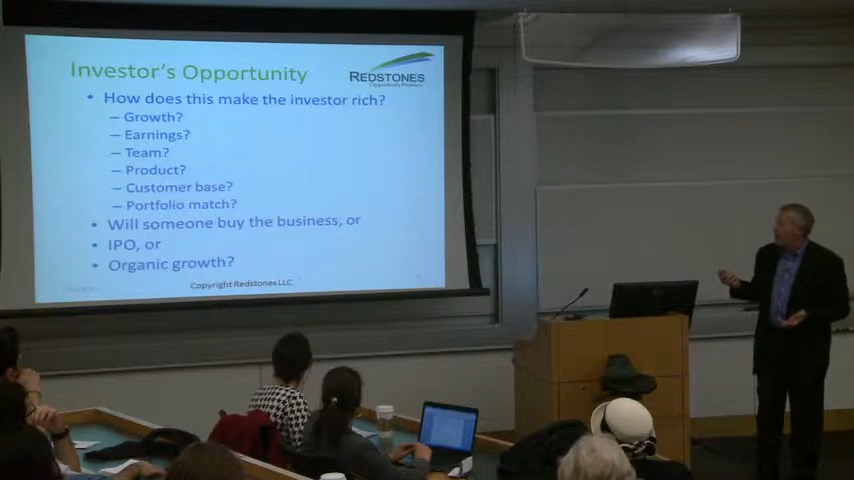 Investor's Opportunity
REDSTONES
• How does this make the investor rich?
– Growth?
– Earnings?
– Team?
– Product?
– Customer base?
– Portfolio match?
• Will someone buy the business, or
• IPO, or
• Organic growth?
Copyright Redstones LLC